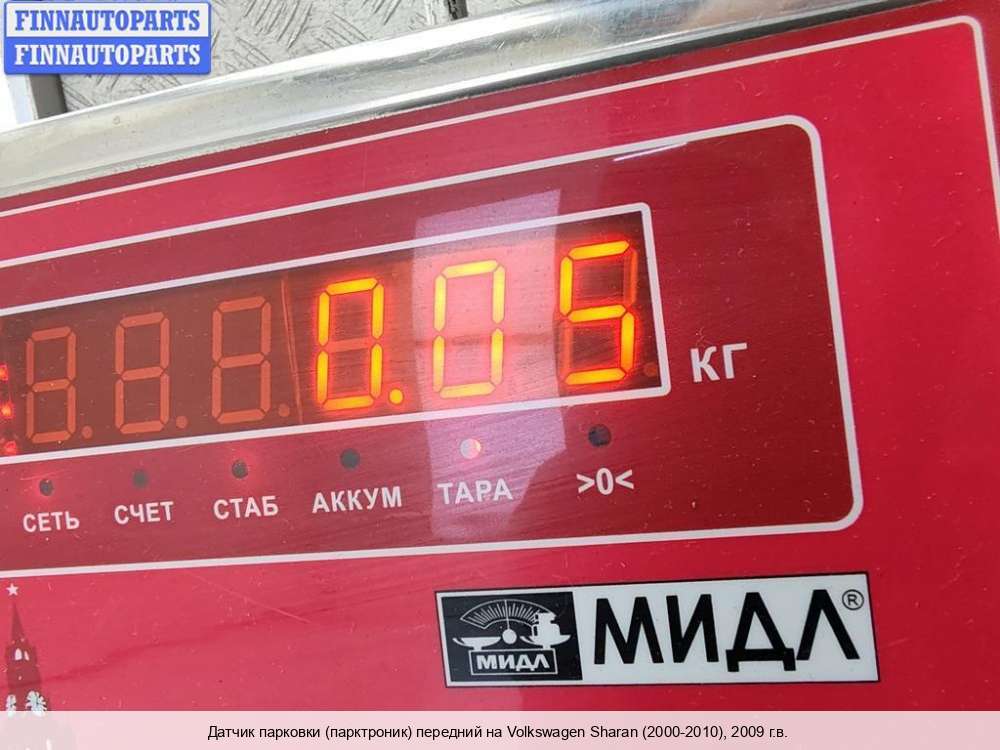 FINNAUTOPARTS
FINNAUTOPARTS
0.05
КГ
СЕТЬ СЧЕТ СТАБ АККУМ ТАРА >0<
МИДЛ МИДЛ®
Датчик парковки (парктроник) передний на Volkswagen Sharan (2000-2010), 2009 г.в.